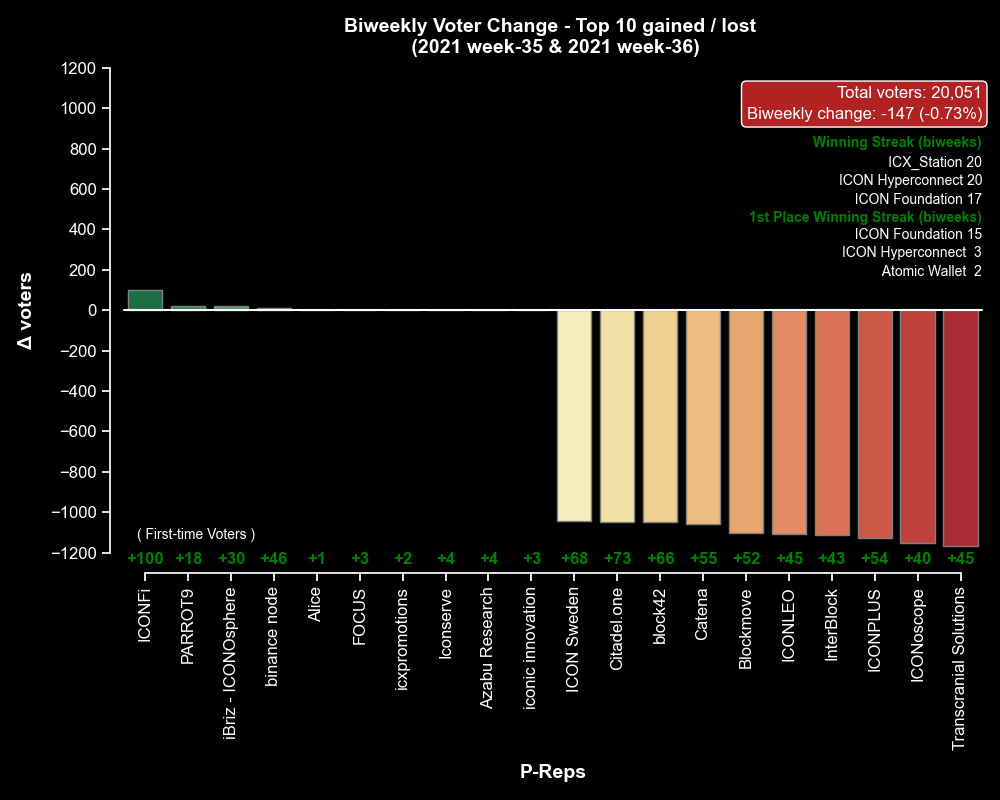 Biweekly Voter Change - Top 10 gained / lost
(2021 week-35 & 2021 week-36)
Total voters: 20,051
Biweekly change: -147 (-0.73%)
Winning Streak (biweeks)
ICX_Station 20
ICON Hyperconnect 20
ICON Foundation 17
1st Place Winning Streak (biweeks)
ICON Foundation 15
ICON Hyperconnect 3
Atomic Wallet 2
Δ voters
1200
1000
800
600
400
200
0
−200
−400
−600
−800
−1000
−1200
( First-time Voters )
+100 +18 +30 +46 +1 +3 +2 +4 +4 +3 +68 +73 +66 +55 +52 +45 +43 +54 +40 +45
ICONFi
PARROT9
iBriz - ICONOsphere
binance node
Alice
FOCUS
icxpromotions
Iconserve
Azabu Research
iconic innovation
ICON Sweden
Citadel.one
block42
Catena
Blockmove
ICONLEO
InterBlock
ICONPLUS
ICONoscope
Transcranial Solutions
P-Reps